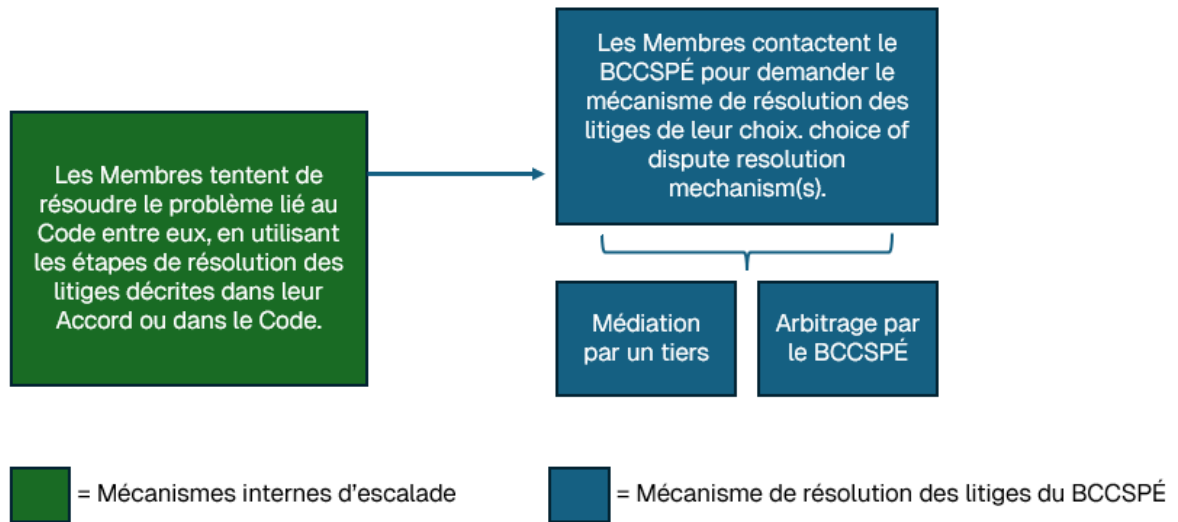 Les Membres tentent de
résoudre le problème lié au
Code entre eux, en utilisant
les étapes de résolution des
litiges décrites dans leur
Accord ou dans le Code.
Les Membres contactent le
BCCSPÉ pour demander le
mécanisme de résolution des
litiges de leur choix. choice of
dispute resolution
mechanism(s).
Médiation
par un tiers
Arbitrage par
le BCCSPÉ
= Mécanismes internes d’escalade
= Mécanisme de résolution des litiges du BCCSPÉ